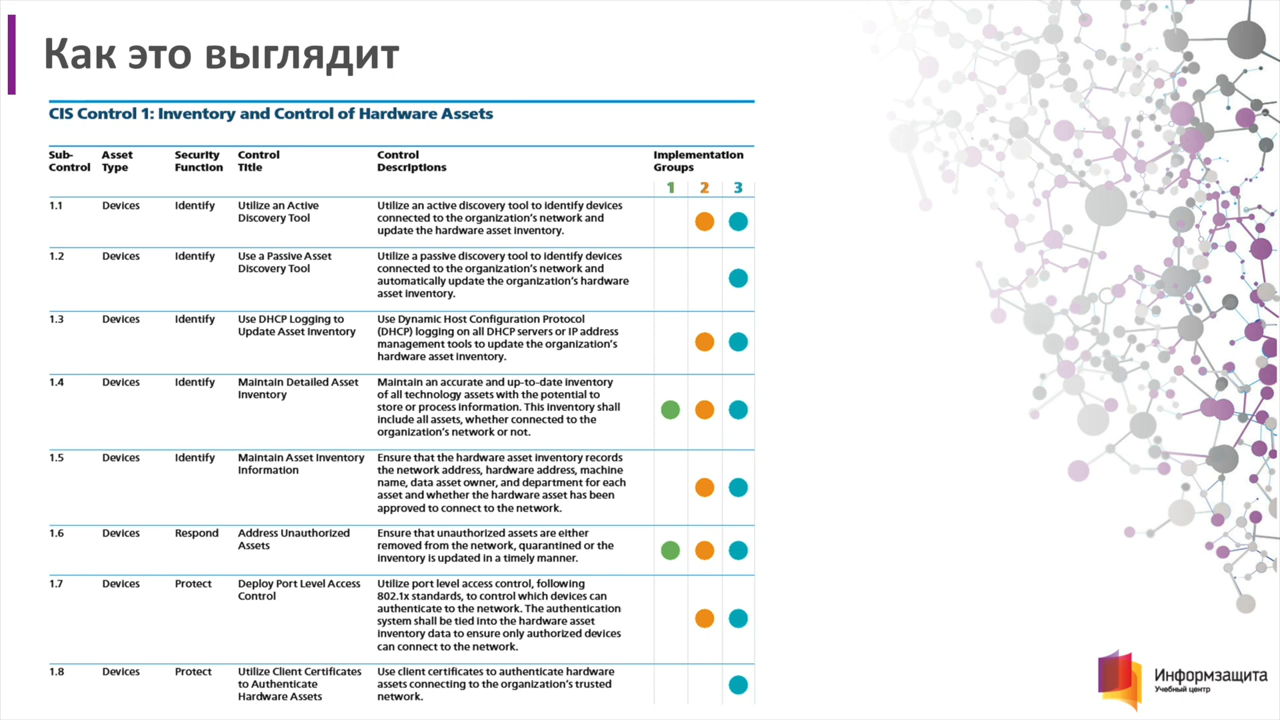 Как это выглядит
CIS Control 1: Inventory and Control of Hardware Assets
Sub-Control Asset Type Security Function Control Title Control Descriptions Implementation Groups
1 2 3
1.1 Devices Identify Utilize an Active Utilize an active discovery tool to identify devices
Discovery Tool connected to the organization's network and
update the hardware asset inventory.
1.2 Devices Identify Use a Passive Asset Utilize a passive discovery tool to identify devices
Discovery Tool connected to the organization's network and
automatically update the organization's hardware
asset inventory.
1.3 Devices Identify Use DHCP Logging to Use Dynamic Host Configuration Protocol
Update Asset Inventory (DHCP) logging on all DHCP servers or IP address
management tools to update the organization's
hardware asset inventory.
1.4 Devices Identify Maintain Detailed Asset Maintain an accurate and up-to-date inventory
Inventory of all technology assets with the potential to
store or process information. This inventory shall
include all assets, whether connected to the
organization's network or not.
1.5 Devices Identify Maintain Asset Inventory Ensure that the hardware asset inventory records
Information the network address, hardware address, machine
name, data asset owner, and department for each
asset and whether the hardware asset has been
approved to connect to the network.
1.6 Devices Respond Address Unauthorized Ensure that unauthorized assets are either
Assets removed from the network, quarantined or the
inventory is updated in a timely manner.
1.7 Devices Protect Deploy Port Level Access Utilize port level access control, following
Control 802.1x standards, to control which devices can
authenticate to the network. The authentication
system shall be tied into the hardware asset
inventory data to ensure only authorized devices
can connect to the network.
1.8 Devices Protect Utilize Client Certificates Use client certificates to authenticate hardware
to Authenticate assets connecting to the organization's trusted
Hardware Assets network.
Информзащита
Учебный центр